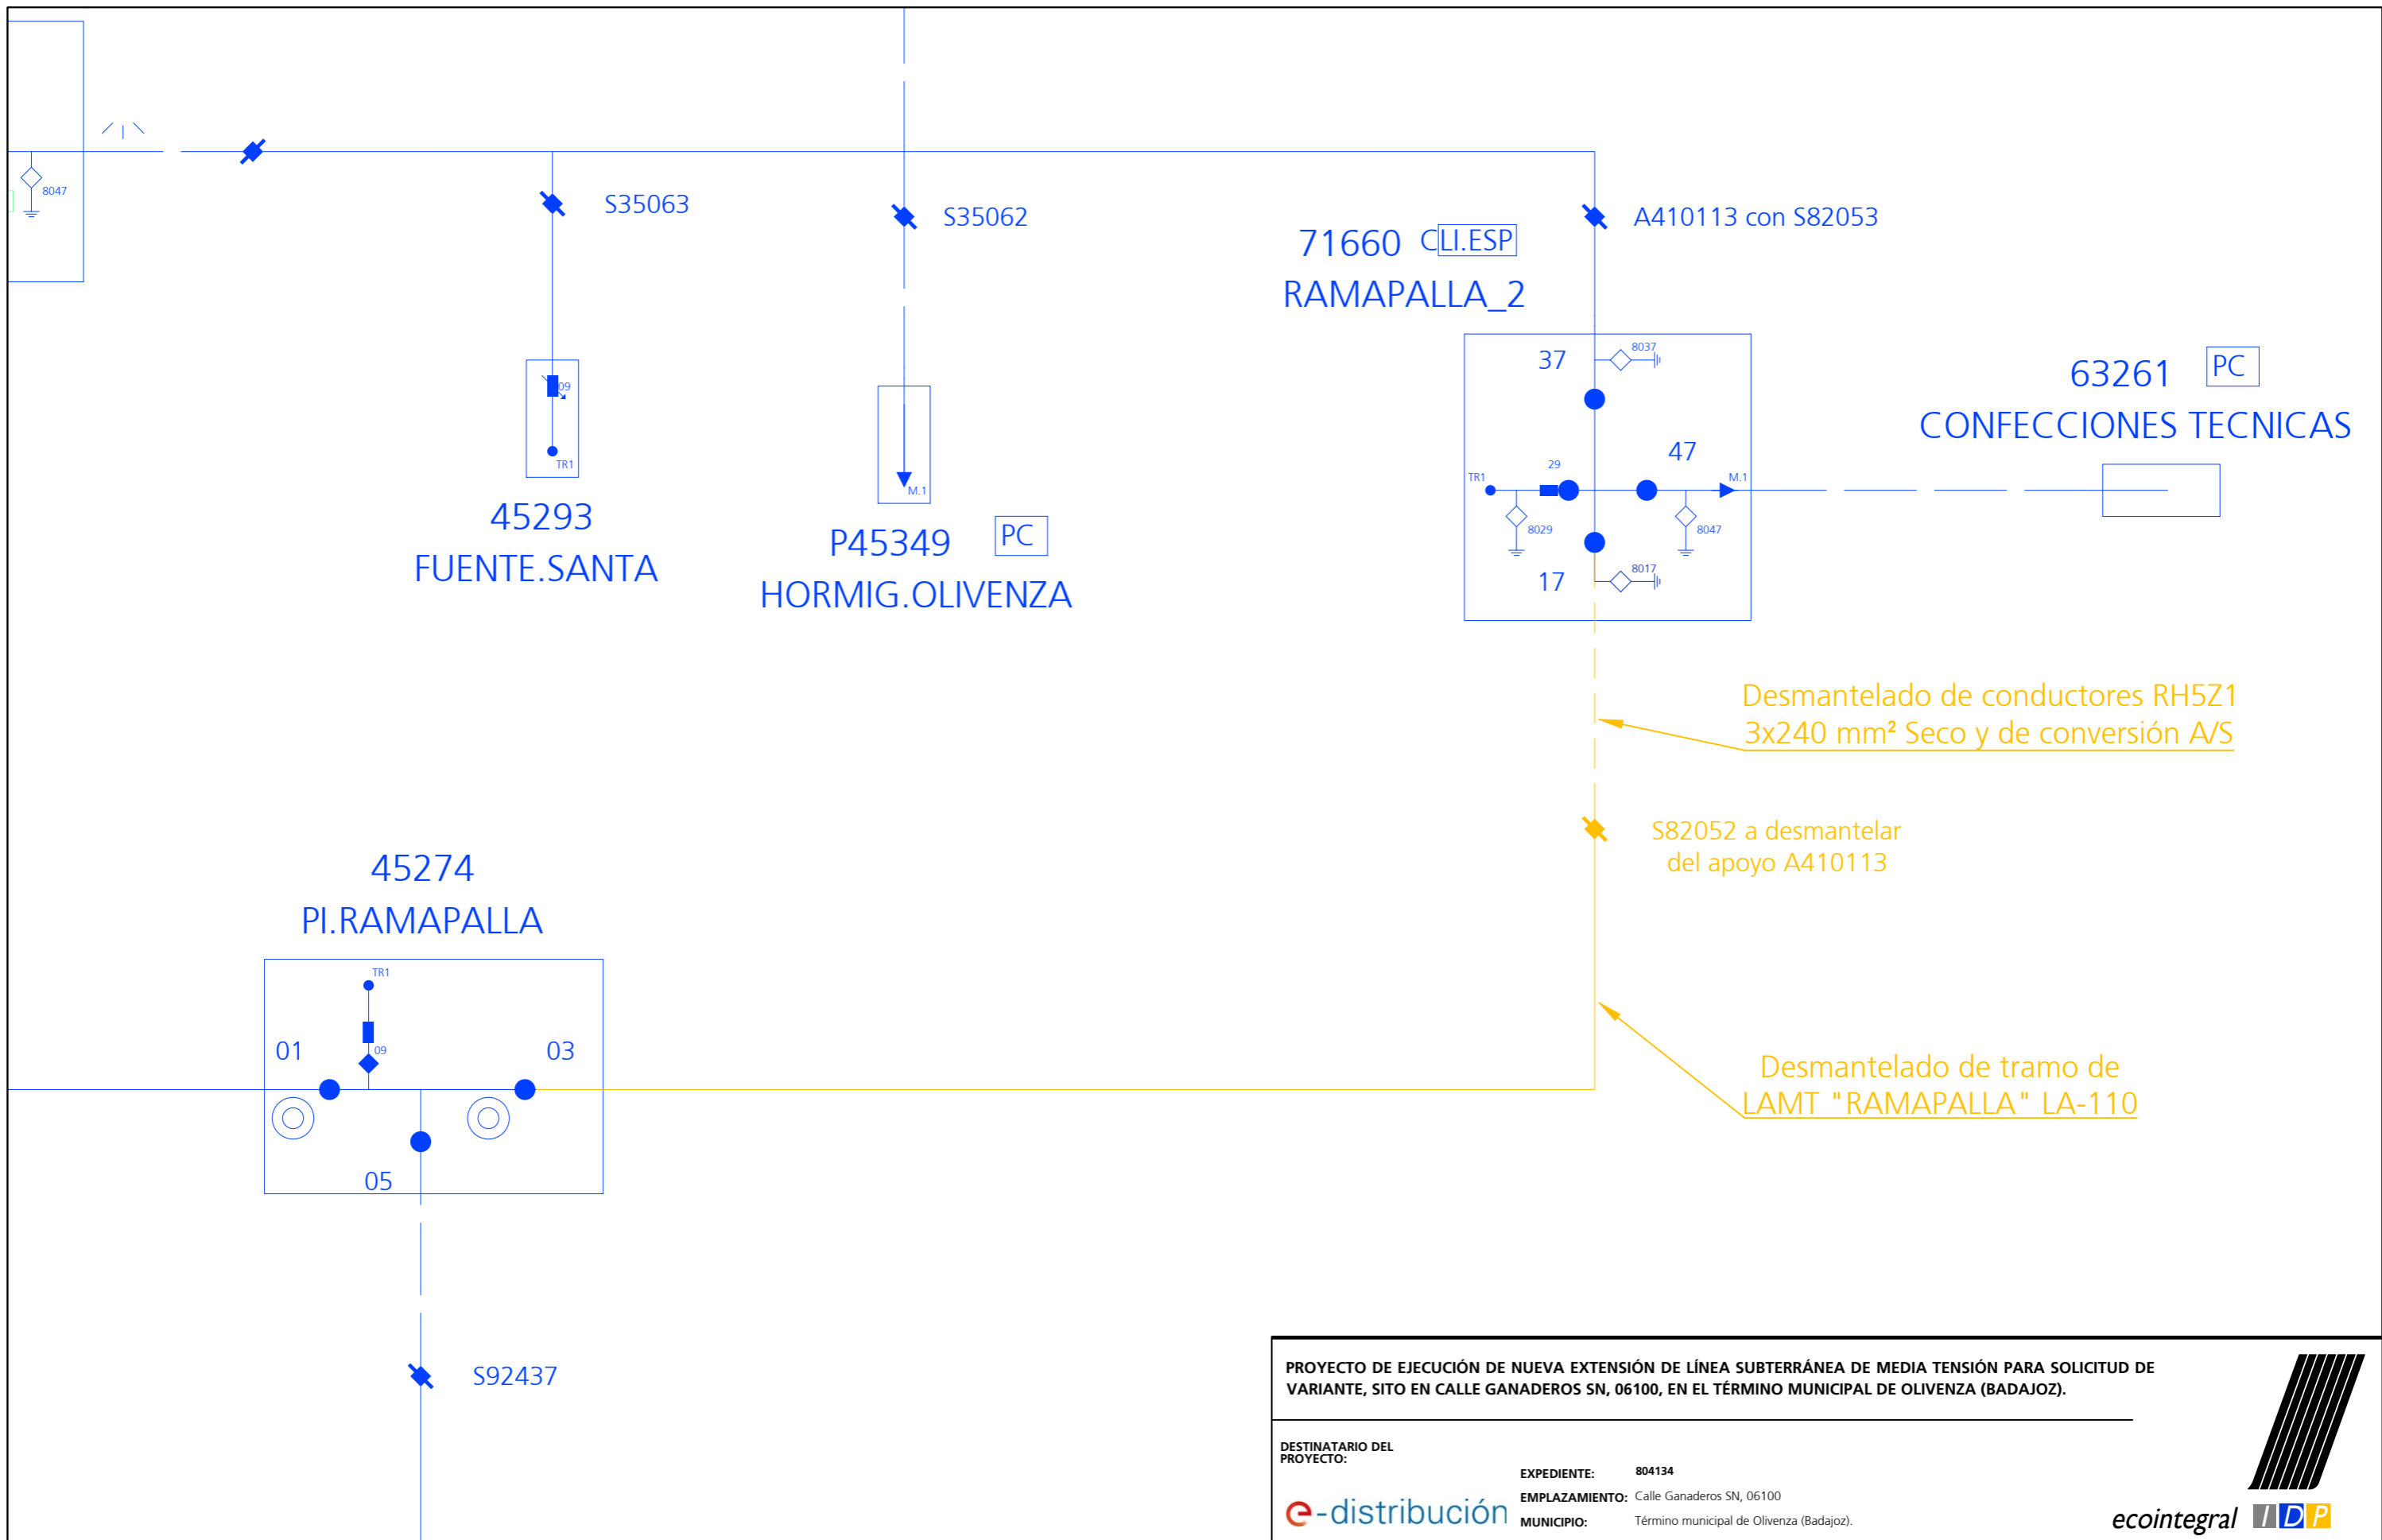 8047
S35063
S35062
A410113 con S82053
71660 CLI.ESP
RAMAPALLA_2
37
8037
63261 PC
CONFECCIONES TECNICAS
09
TR1
M.1
47
29
TR1
M.1
8029
8047
17
8017
45293
FUENTE.SANTA
P45349 PC
HORMIG.OLIVENZA
Desmantelado de conductores RH5Z1
3x240 mm² Seco y de conversión A/S
S82052 a desmantelar
del apoyo A410113
45274
PI.RAMAPALLA
TR1
01
09
03
05
Desmantelado de tramo de
LAMT "RAMAPALLA" LA-110
S92437
PROYECTO DE EJECUCIÓN DE NUEVA EXTENSIÓN DE LÍNEA SUBTERRÁNEA DE MEDIA TENSIÓN PARA SOLICITUD DE
VARIANTE, SITO EN CALLE GANADEROS SN, 06100, EN EL TÉRMINO MUNICIPAL DE OLIVENZA (BADAJOZ).
DESTINATARIO DEL
PROYECTO:
EXPEDIENTE: 804134
EMPLAZAMIENTO: Calle Ganaderos SN, 06100
MUNICIPIO: Término municipal de Olivenza (Badajoz).
e-distribución
ecointegral IDP